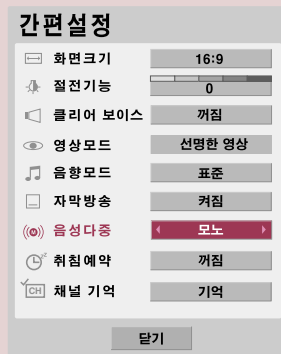 간편설정
화면크기 16:9
절전기능 0
클리어 보이스 꺼짐
영상모드 선명한 영상
음향모드 표준
자막방송 켜짐
음성다중 모노
취침예약 꺼짐
CH 채널 기억 기억
닫기